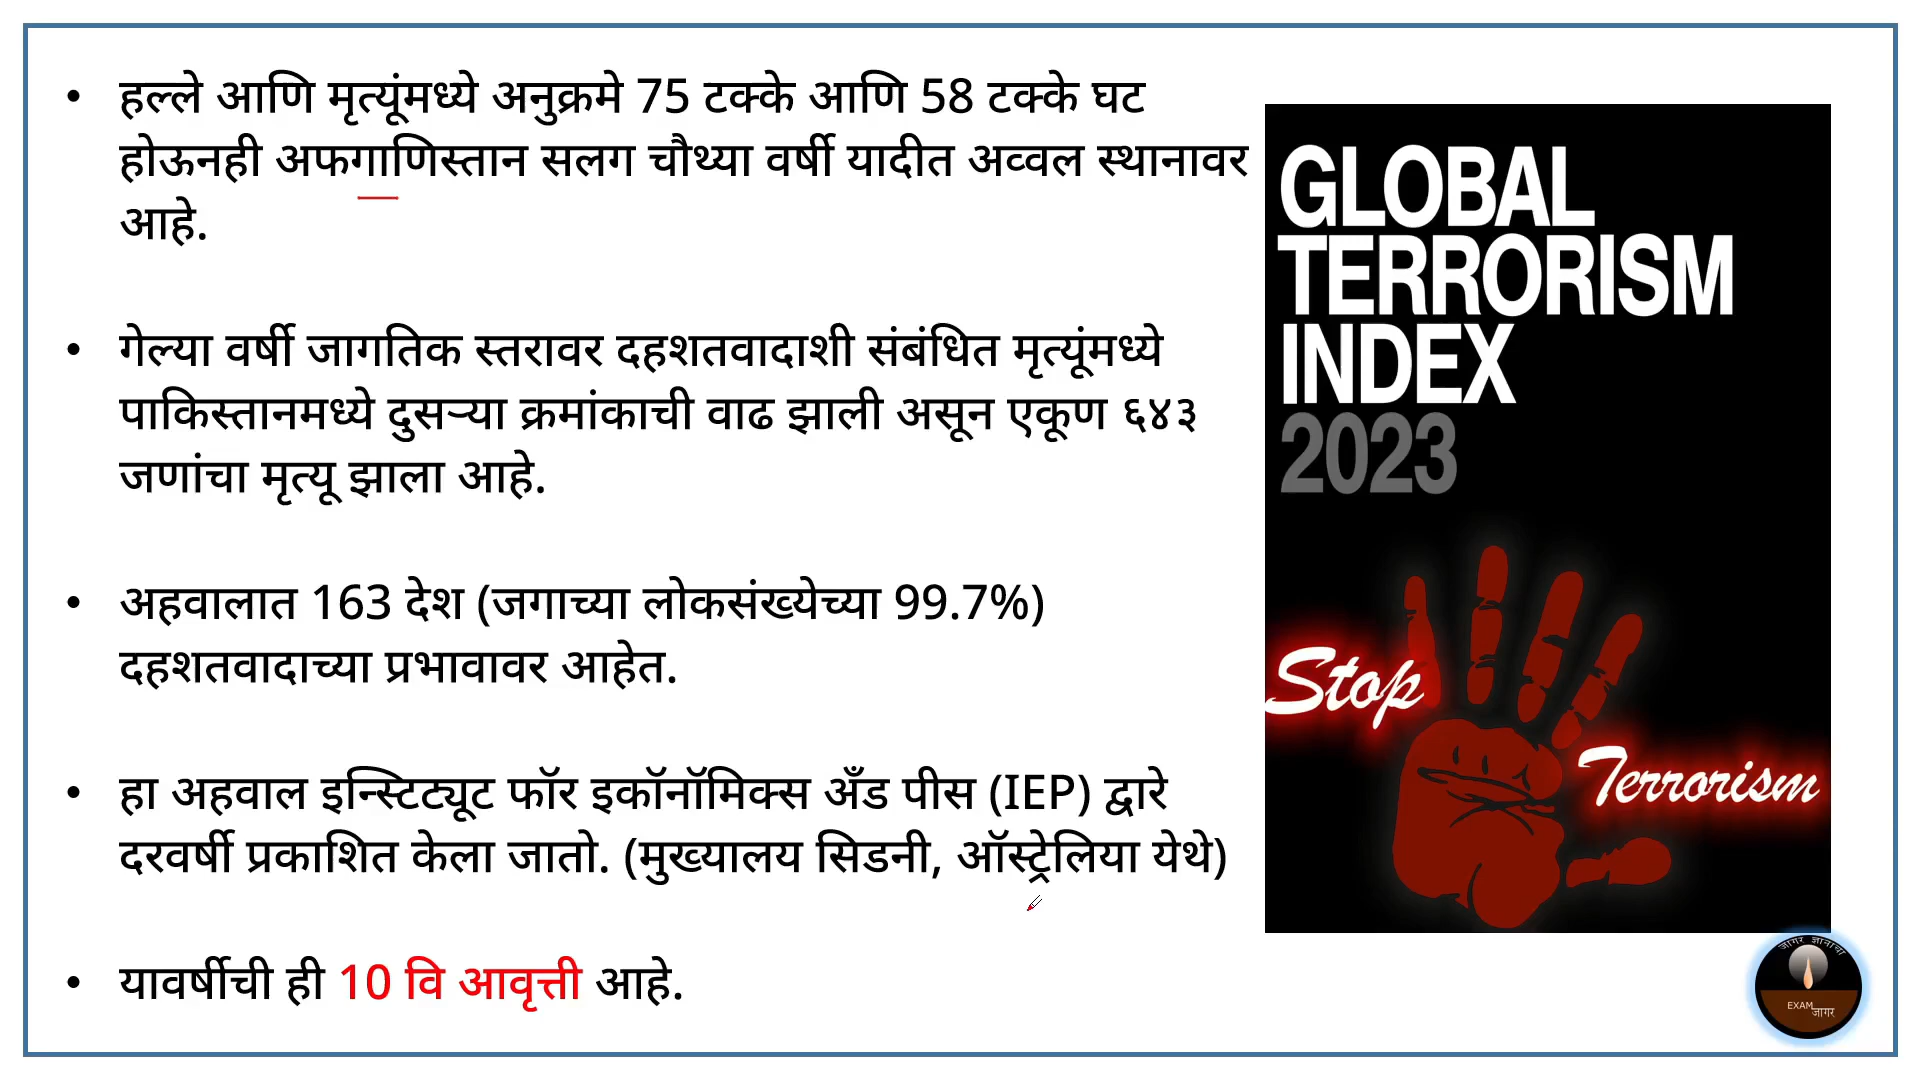 • हल्ले आणि मृत्यूंमध्ये अनुक्रमे 75 टक्के आणि 58 टक्के घट
होऊनही अफगाणिस्तान सलग चौथ्या वर्षी यादीत अव्वल स्थानावर
आहे.
• गेल्या वर्षी जागतिक स्तरावर दहशतवादाशी संबंधित मृत्यूंमध्ये
पाकिस्तानमध्ये दुसऱ्या क्रमांकाची वाढ झाली असून एकूण ६४३
जणांचा मृत्यू झाला आहे.
• अहवालात 163 देश (जगाच्या लोकसंख्येच्या 99.7%)
दहशतवादाच्या प्रभावावर आहेत.
• हा अहवाल इन्स्टिट्यूट फॉर इकॉनॉमिक्स अँड पीस (IEP) द्वारे
दरवर्षी प्रकाशित केला जातो. (मुख्यालय सिडनी, ऑस्ट्रेलिया येथे)
• यावर्षीची ही 10 वि आवृत्ती आहे.
GLOBAL
TERRORISM
INDEX
2023
Stop
Terrorism
जागर ज्ञानाचा
EXAM
जागर